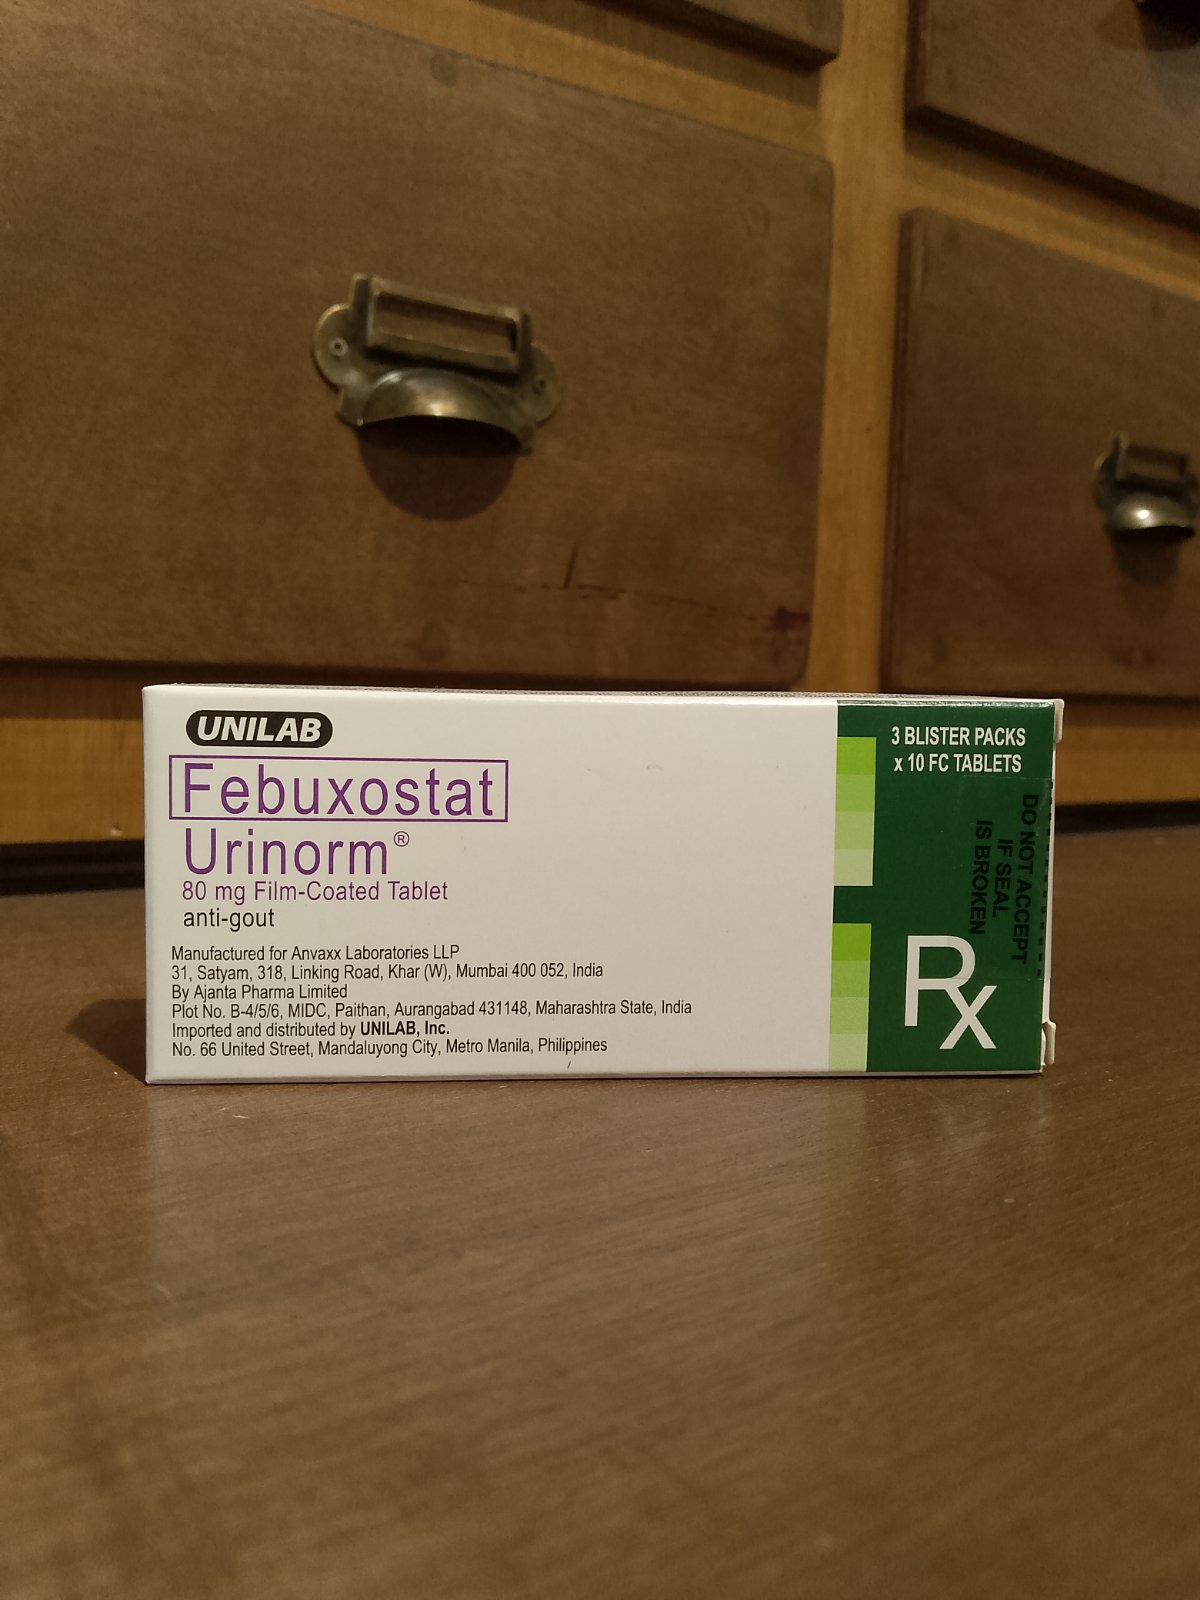 UNILAB
Febuxostat
Urinorm®
80 mg Film-Coated Tablet
anti-gout
Manufactured for Anvaxx Laboratories LLP
31, Satyam, 318, Linking Road, Khar (W), Mumbai 400 052, India
By Ajanta Pharma Limited
Plot No. B-4/5/6, MIDC, Paithan, Aurangabad 431148, Maharashtra State, India
Imported and distributed by UNILAB, Inc.
No. 66 United Street, Mandaluyong City, Metro Manila, Philippines
3 BLISTER PACKS
x 10 FC TABLETS
DO NOT ACCEPT
IF SEAL
IS BROKEN
Rx